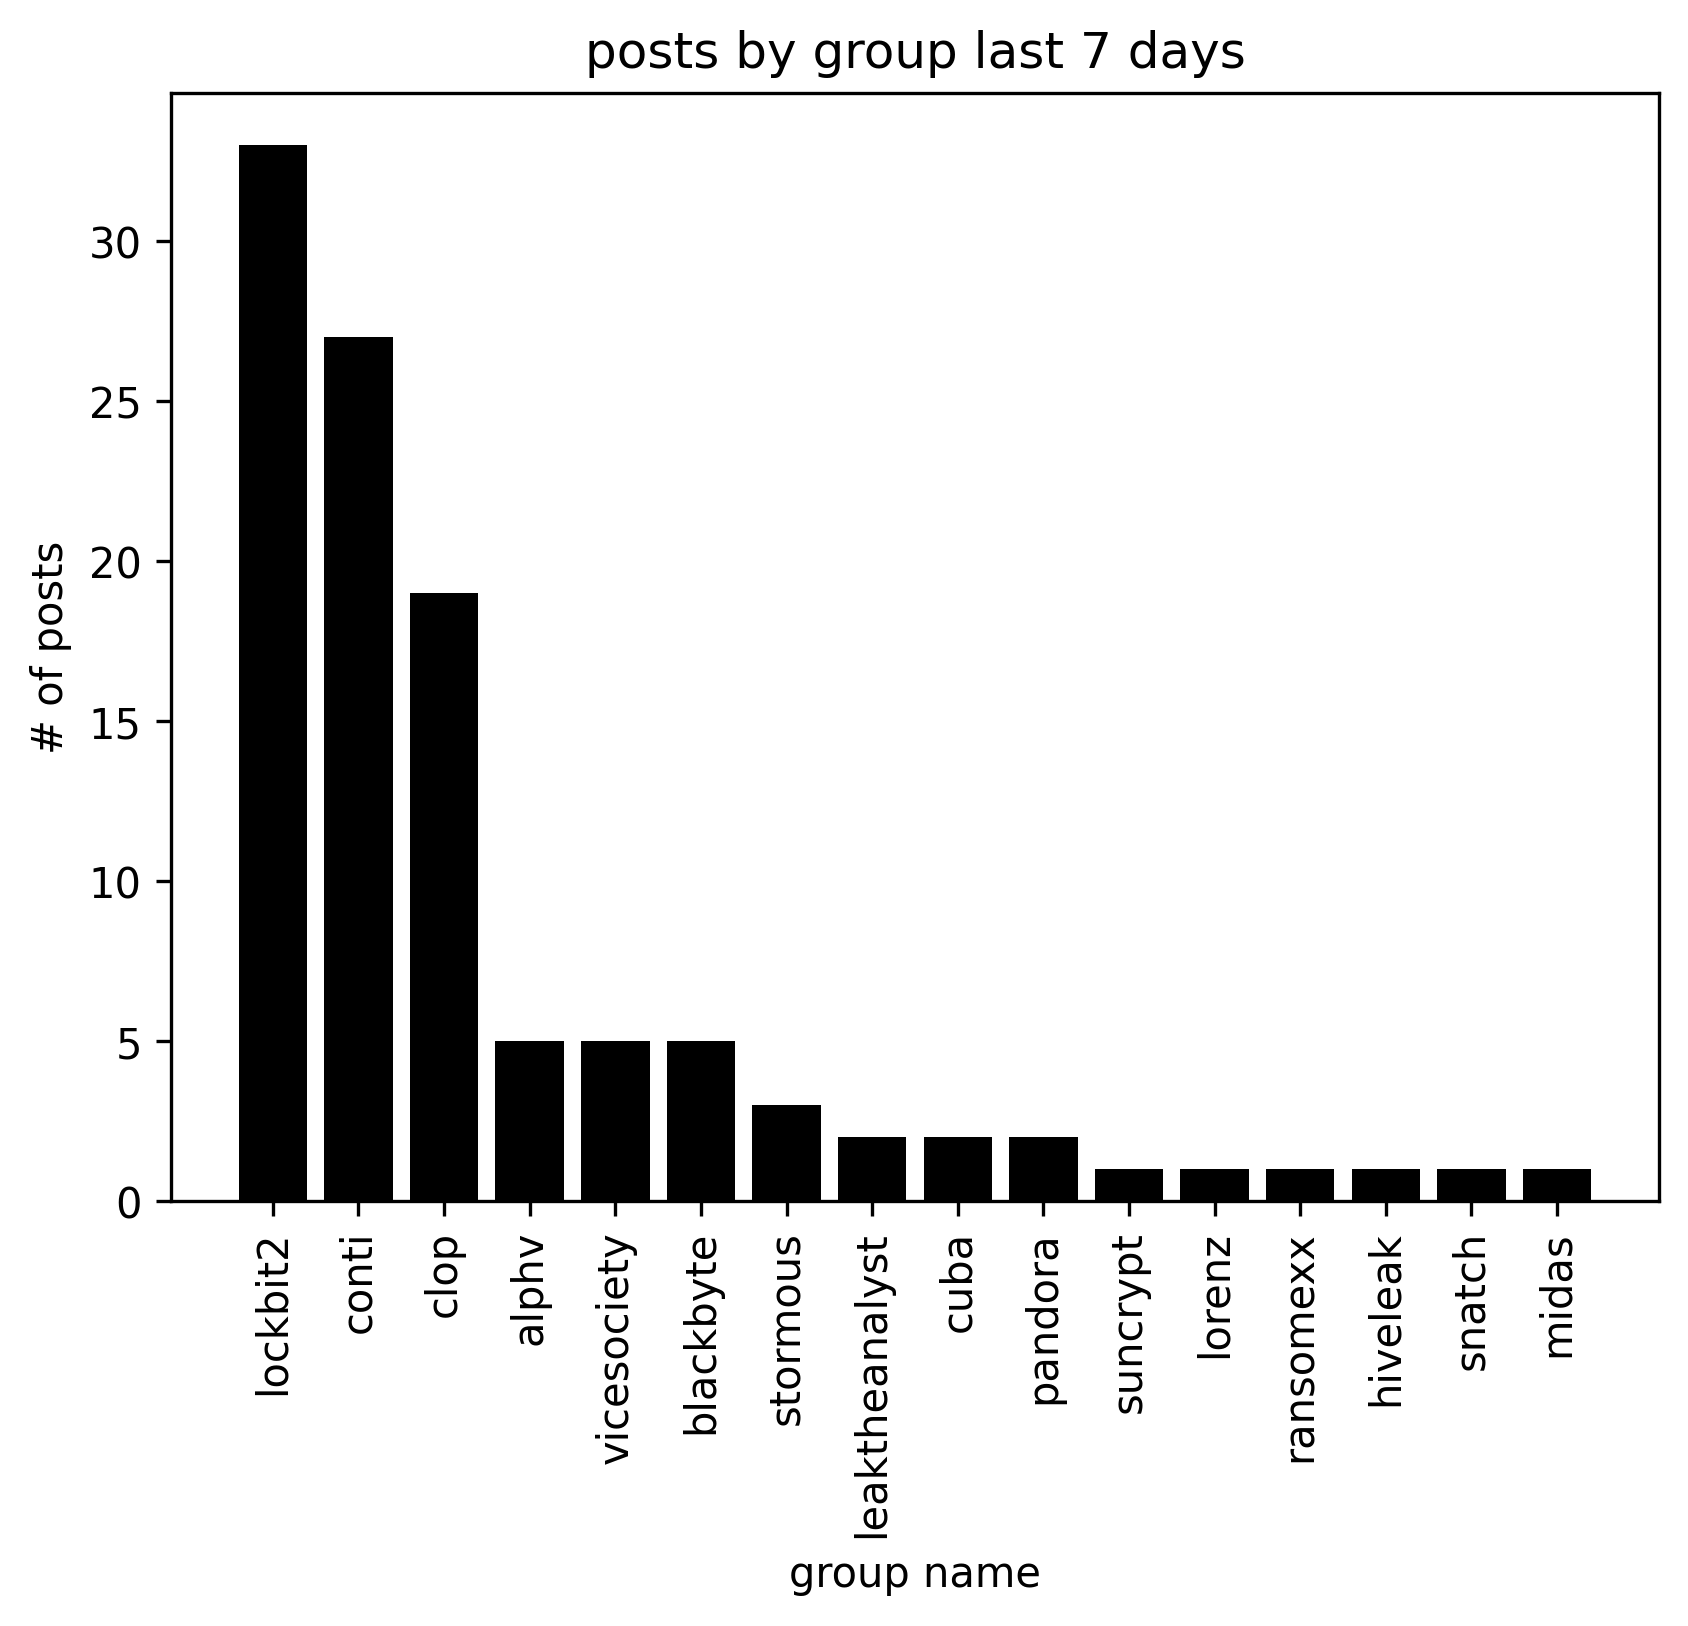 posts by group last 7 days
# of posts
30
25
20
15
10
5
0
lockbit2
conti
clop
alphv
vicesociety
blackbyte
stormous
leaktheanalyst
cuba
pandora
suncrypt
lorenz
ransomexx
hiveleak
snatch
midas
group name